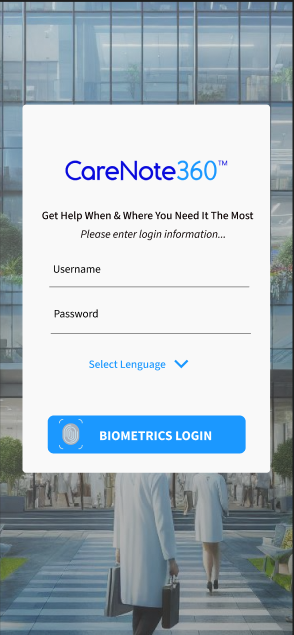 CareNote360™
Get Help When & Where You Need It The Most
Please enter login information...
Username
Password
Select Lenguage
BIOMETRICS LOGIN